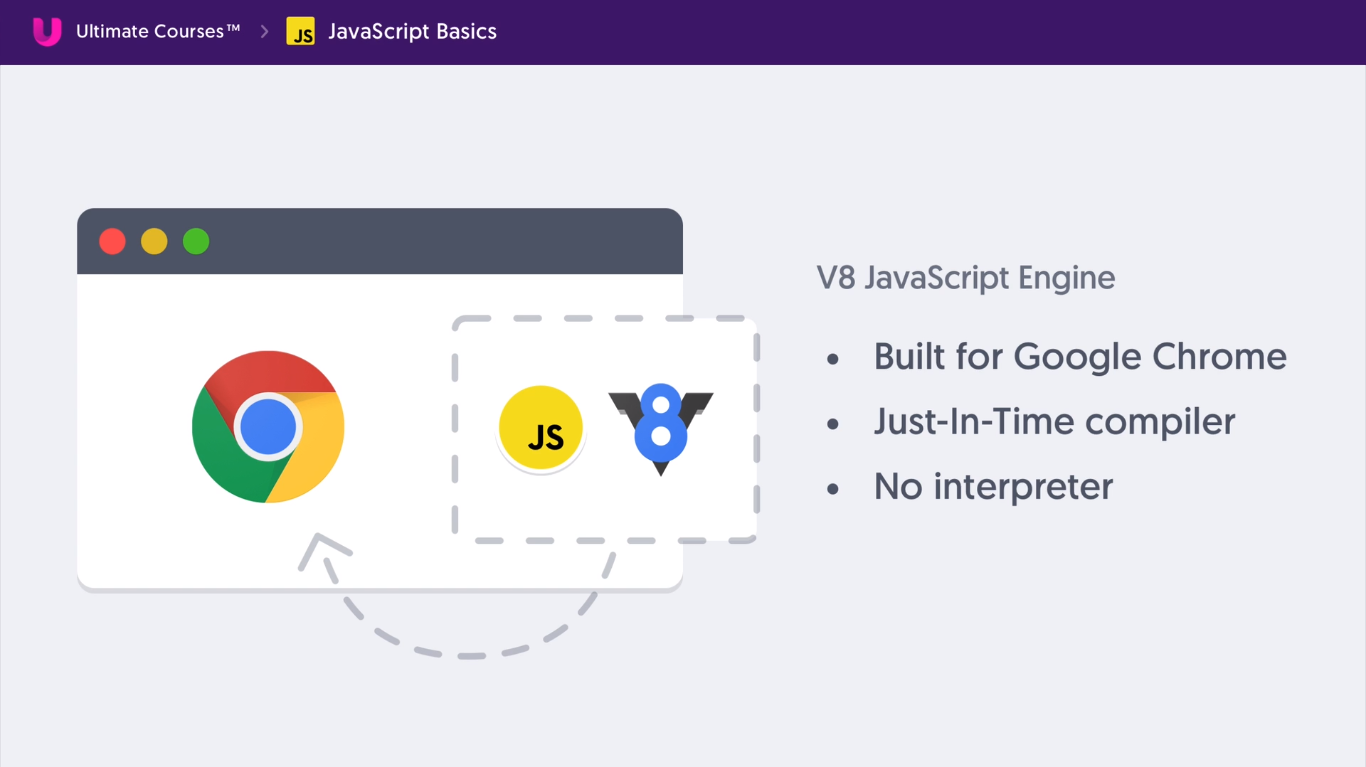 Ultimate Courses™ > JS JavaScript Basics
V8 JavaScript Engine
• Built for Google Chrome
• Just-In-Time compiler
• No interpreter
JS V8